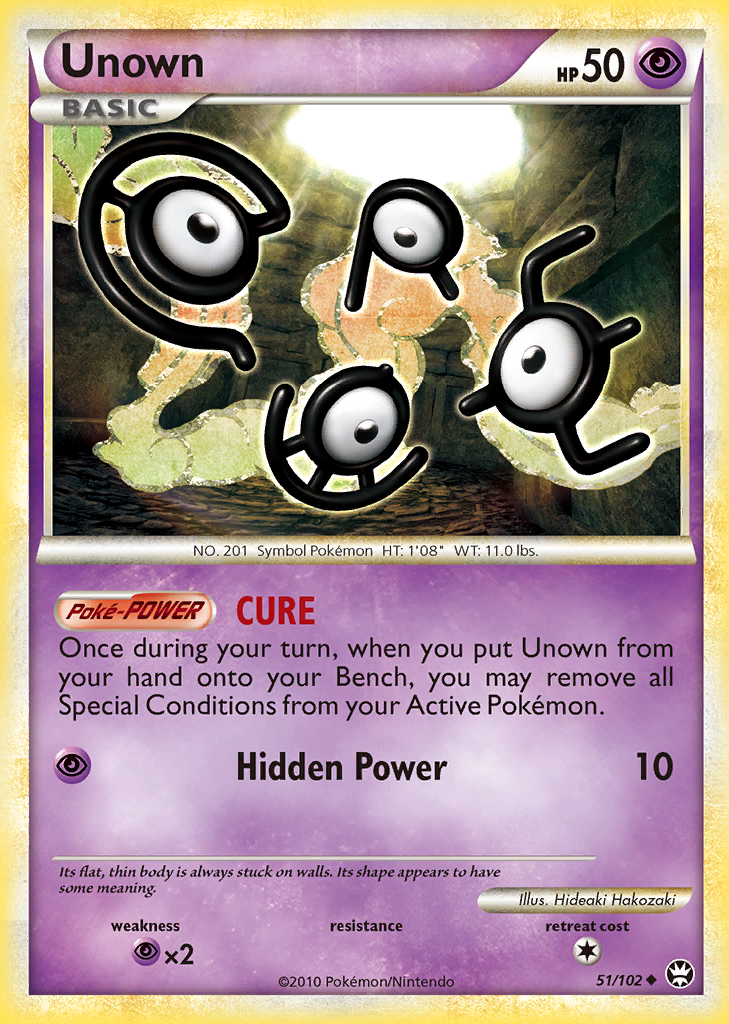 Unown
HP 50
BASIC
NO. 201 Symbol Pokémon HT: 1'08" WT: 11.0 lbs.
Poké-POWER CURE
Once during your turn, when you put Unown from
your hand onto your Bench, you may remove all
Special Conditions from your Active Pokémon.
Hidden Power 10
Its flat, thin body is always stuck on walls. Its shape appears to have
some meaning.
Illus. Hideaki Hakozaki
weakness resistance retreat cost
×2
©2010 Pokémon/Nintendo
51/102